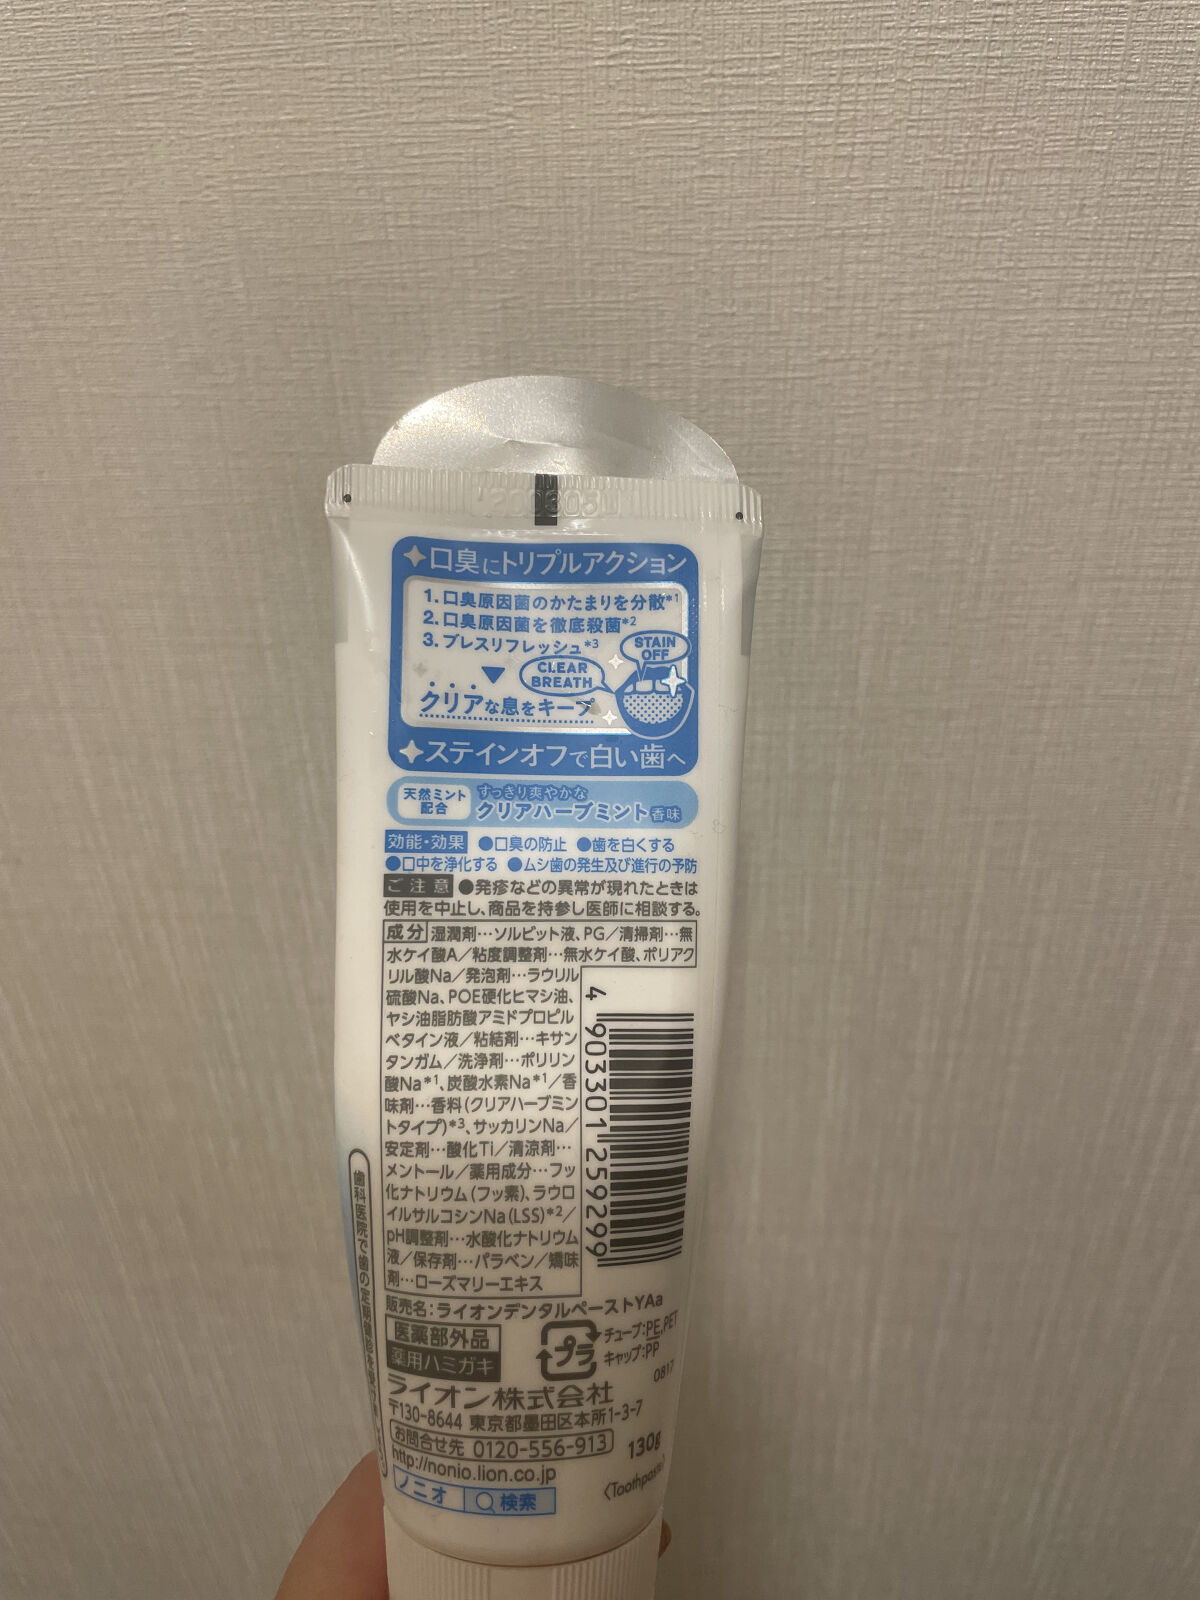 口臭にトリプルアクション
1.口臭原因菌のかたまりを分散*1
2.口臭原因菌を徹底殺菌*2
3.ブレスリフレッシュ*3
STAIN
OFF
CLEAR
BREATH
クリアな息をキープ
ステインオフで白い歯へ
天然ミント
配合
すっきり爽やかな
クリアハーブミント香味
効能・効果 ●口臭の防止 ●歯を白くする
●口中を浄化する ●ムシ歯の発生及び進行の予防
ご注意 ●発疹などの異常が現れたときは
使用を中止し、商品を持参し医師に相談する。
成分 湿潤剤…ソルビット液、PG/清掃剤…無
水ケイ酸A/粘度調整剤…無水ケイ酸、ポリアク
リル酸Na/発泡剤…ラウリル
硫酸Na、POE硬化ヒマシ油、
ヤシ油脂肪酸アミドプロピル
ベタイン液/粘結剤…キサン
タンガム/洗浄剤…ポリリン
酸Na*1、炭酸水素Na*1/香
味剤…香料(クリアハーブミン
トタイプ)*3、サッカリンNa/
安定剤…酸化Ti/清涼剤…
メントール/薬用成分…フッ
化ナトリウム(フッ素)、ラウロ
イルサルコシンNa(LSS)*2/
pH調整剤…水酸化ナトリウム
液/保存剤…パラベン/矯味
剤…ローズマリーエキス
4 903301 259299
販売名:ライオンデンタルペーストYAa
医薬部外品
薬用ハミガキ
プラ
チューブ:PE,PET
キャップ:PP
0817
ライオン株式会社
〒130-8644 東京都墨田区本所1-3-7
お問合せ先 0120-556-913
130g
http://nonio.lion.co.jp
〈Toothpaste〉
ノニオ 検索
歯科医院で歯の定期健診を